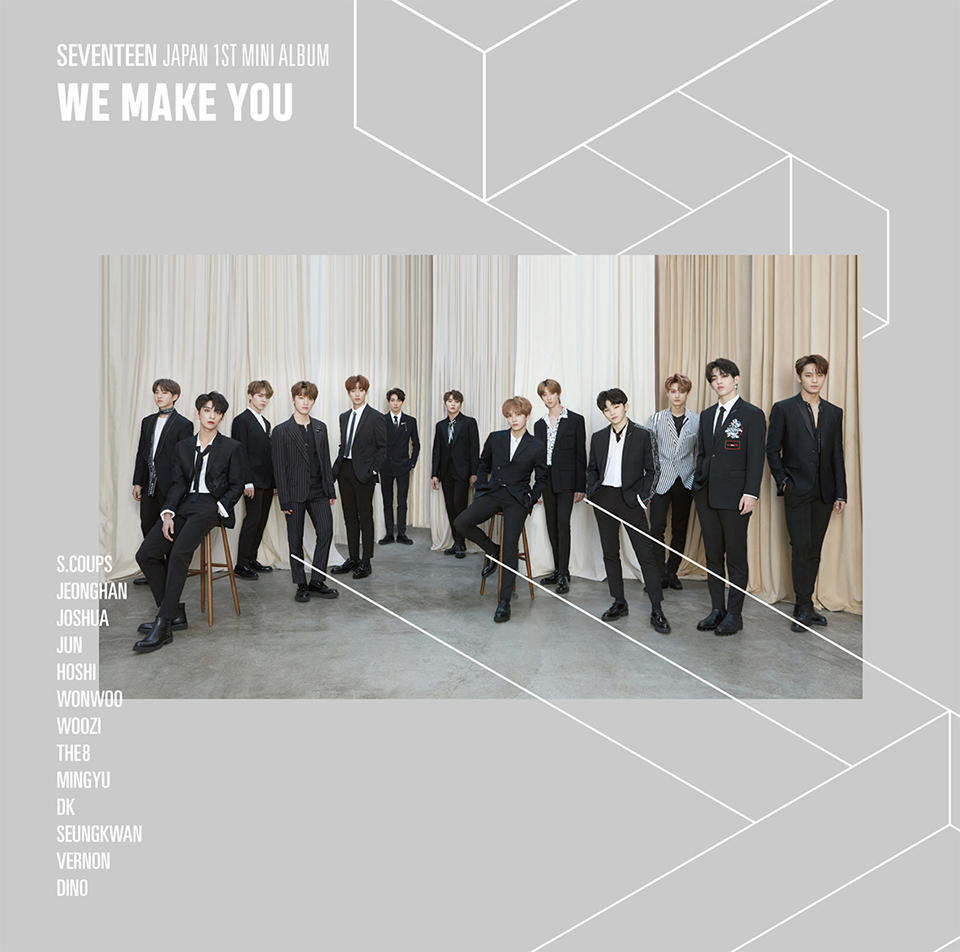 SEVENTEEN JAPAN 1ST MINI ALBUM
WE MAKE YOU
S.COUPS
JEONGHAN
JOSHUA
JUN
HOSHI
WONWOO
WOOZI
THE8
MINGYU
DK
SEUNGKWAN
VERNON
DINO